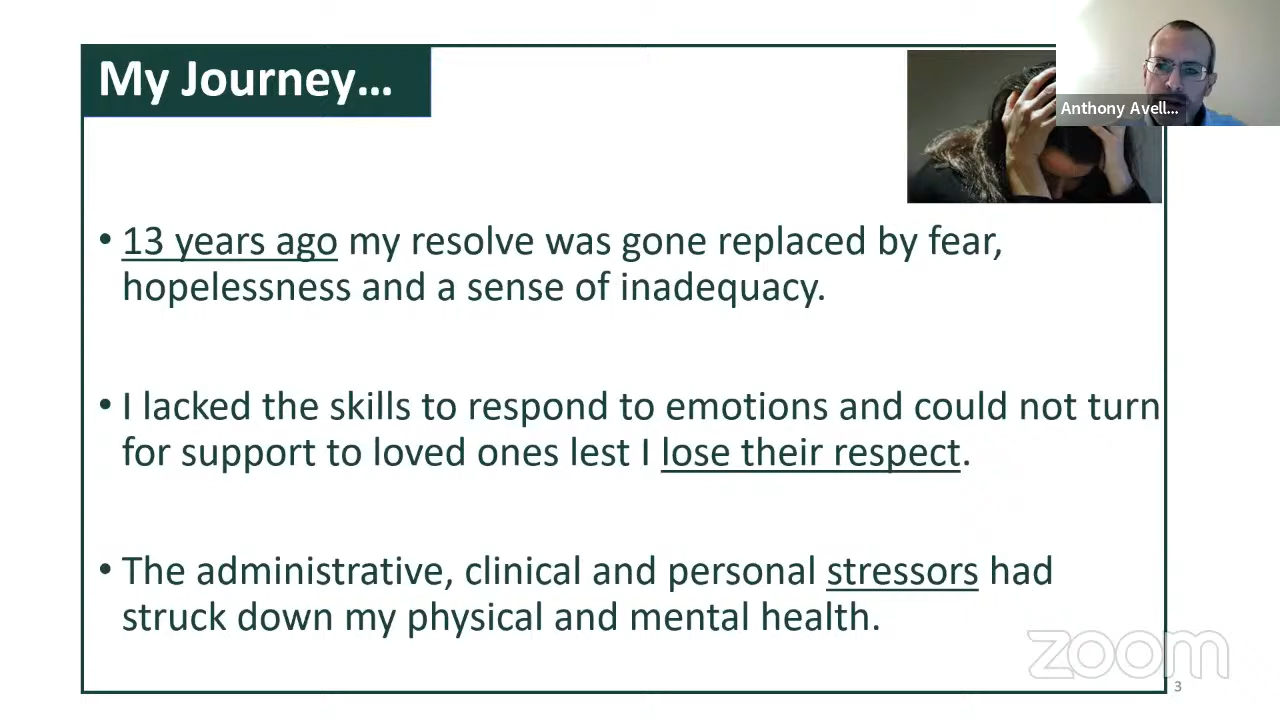 My Journey…
Anthony Avell...
• 13 years ago my resolve was gone replaced by fear,
hopelessness and a sense of inadequacy.
• I lacked the skills to respond to emotions and could not turn
for support to loved ones lest I lose their respect.
• The administrative, clinical and personal stressors had
struck down my physical and mental health.
zoom
3